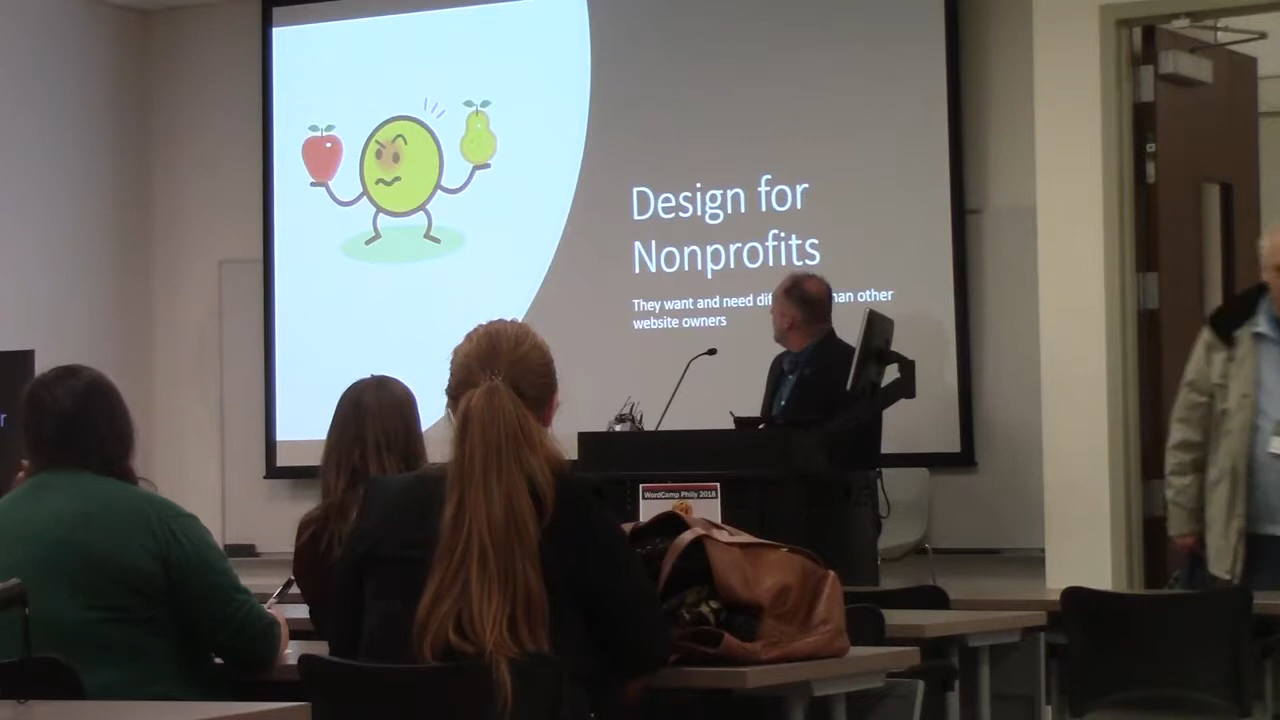 Design for
Nonprofits
They want and need dif han other
website owners
WordCamp Philly 2018
r